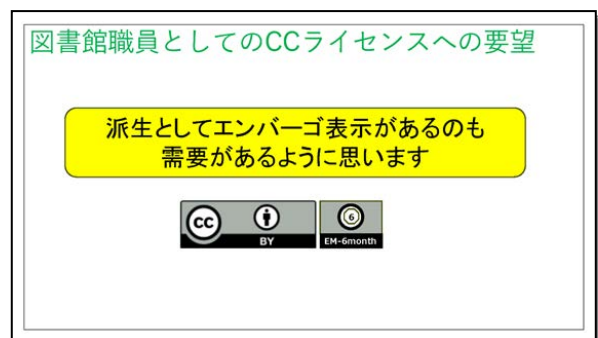 図書館職員としてのCCライセンスへの要望
派生としてエンバーゴ表示があるのも
需要があるように思います
cc
BY
6
EM-6month